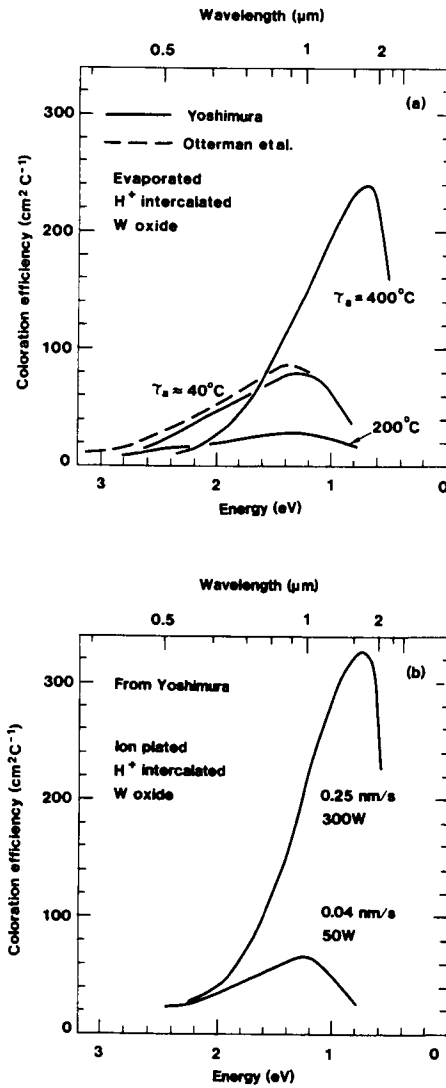 Wavelength (μm)
0.5 1 2
(a)
Yoshimura
Otterman et al.
Evaporated
H+ intercalated
W oxide
τa = 400°C
τa ≈ 40°C
200°C
300
200
100
0
Coloration efficiency (cm² C⁻¹)
3 2 1 0
Energy (eV)
Wavelength (μm)
0.5 1 2
(b)
From Yoshimura
Ion plated
H+ intercalated
W oxide
0.25 nm/s
300W
0.04 nm/s
50W
300
200
100
0
Coloration efficiency (cm²C⁻¹)
3 2 1 0
Energy (eV)